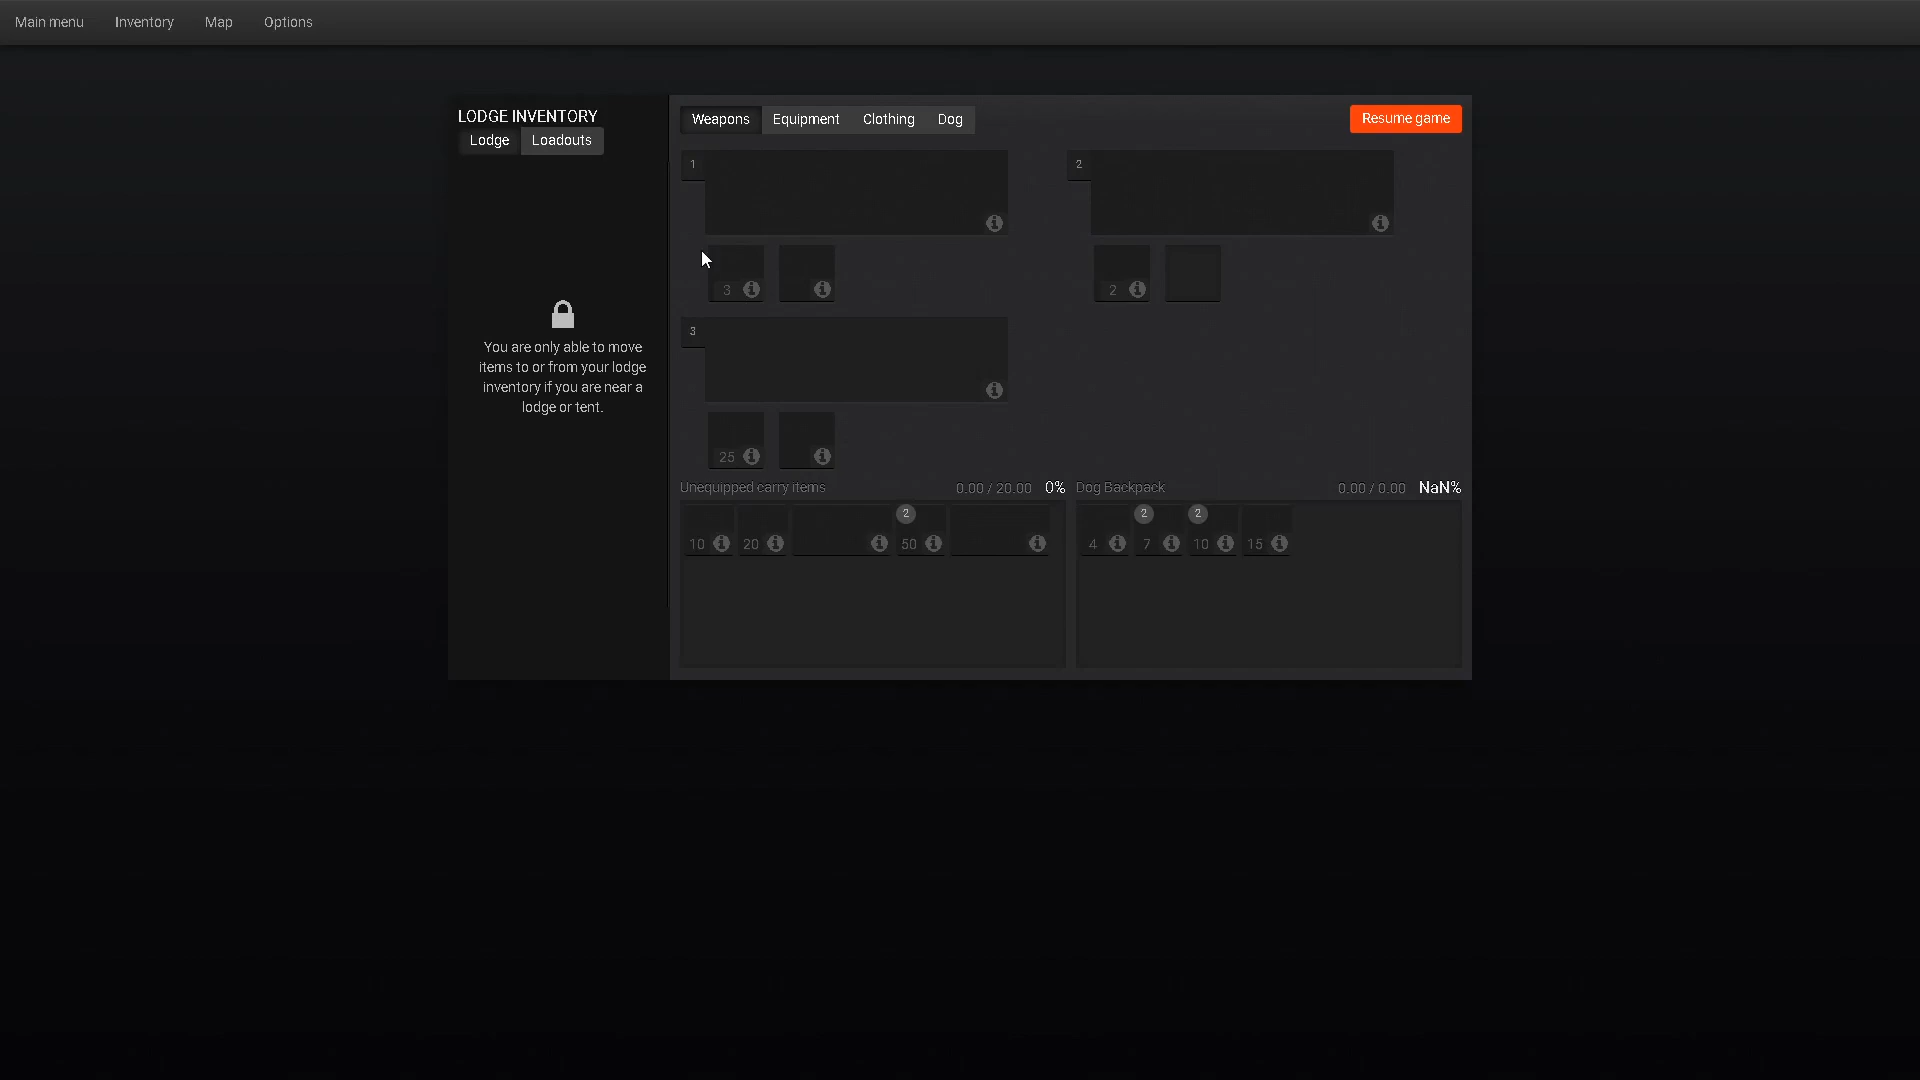 Main menu Inventory Map Options
LODGE INVENTORY
Lodge Loadouts
Weapons Equipment Clothing Dog
Resume game
You are only able to move
items to or from your lodge
inventory if you are near a
lodge or tent.
1
2
3
2
3
25
Unequipped carry items 0.00 / 20.00 0%
Dog Backpack 0.00 / 0.00 NaN%
2
10 20 50
2 2
4 7 10 15